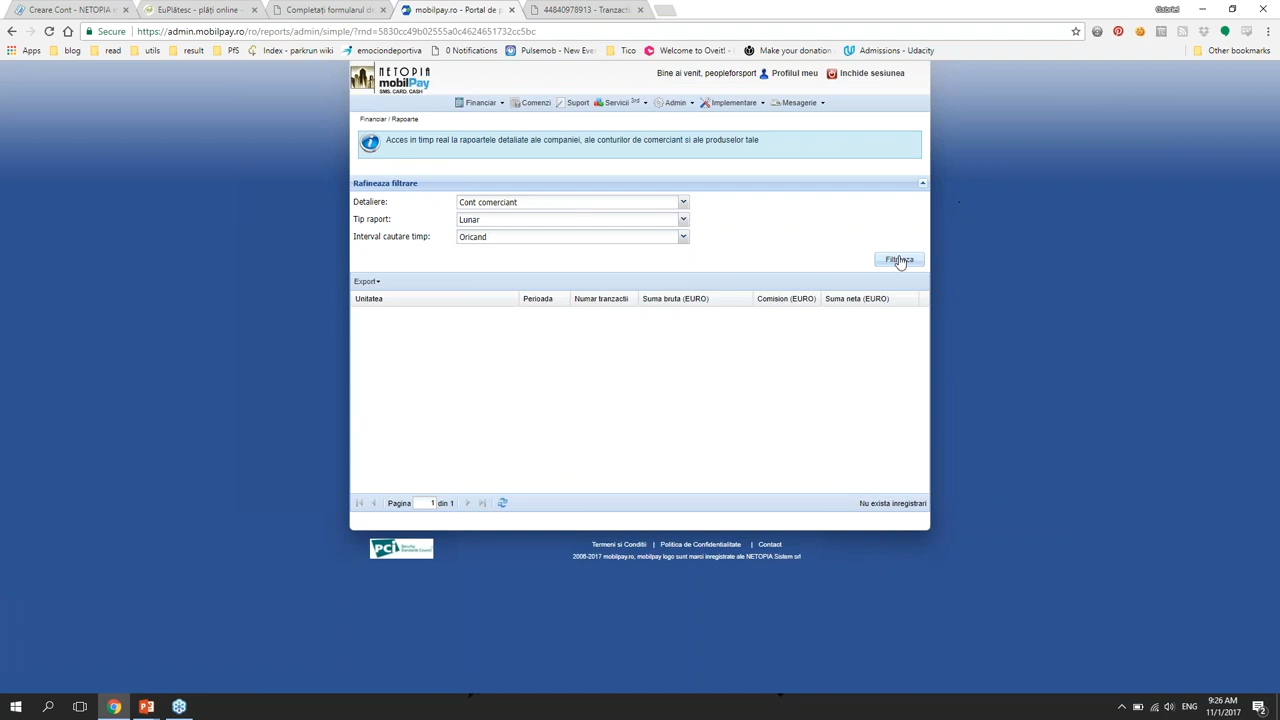 Creare Cont - NETOPIA m
EuPlătesc - plăți online -
Completați formularul de
mobilpay.ro - Portal de p
44840978913 - Tranzacti
Gabriel
Secure
https://admin.mobilpay.ro/ro/reports/admin/simple/?rnd=5830cc49b02555a0c4624651732cc5bc
Apps
blog
read
utils
result
PfS
Index - parkrun wiki
emociondeportiva
0 Notifications
Pulsemob - New Eve
Tico
Welcome to Oveit!
Make your donation
Admissions - Udacity
Other bookmarks
NETOPIA
mobilPay
SMS. CARD. CASH
Bine ai venit, peopleforsport
Profilul meu
Inchide sesiunea
Financiar
Comenzi
Suport
Servicii 3rd
Admin
Implementare
Mesagerie
Financiar / Rapoarte
Acces in timp real la rapoartele detaliate ale companiei, ale conturilor de comerciant si ale produselor tale
Rafineaza filtrare
Detaliere:
Cont comerciant
Tip raport:
Lunar
Interval cautare timp:
Oricand
Filtreaza
Export
Unitatea
Perioada
Numar tranzactii
Suma bruta (EURO)
Comision (EURO)
Suma neta (EURO)
Pagina 1 din 1
Nu exista inregistrari
PCI
Termeni si Conditii | Politica de Confidentialitate | Contact
2006-2017 mobilpay.ro, mobilpay logo sunt marci inregistrate ale NETOPIA Sistem srl
ENG
9:26 AM
11/1/2017